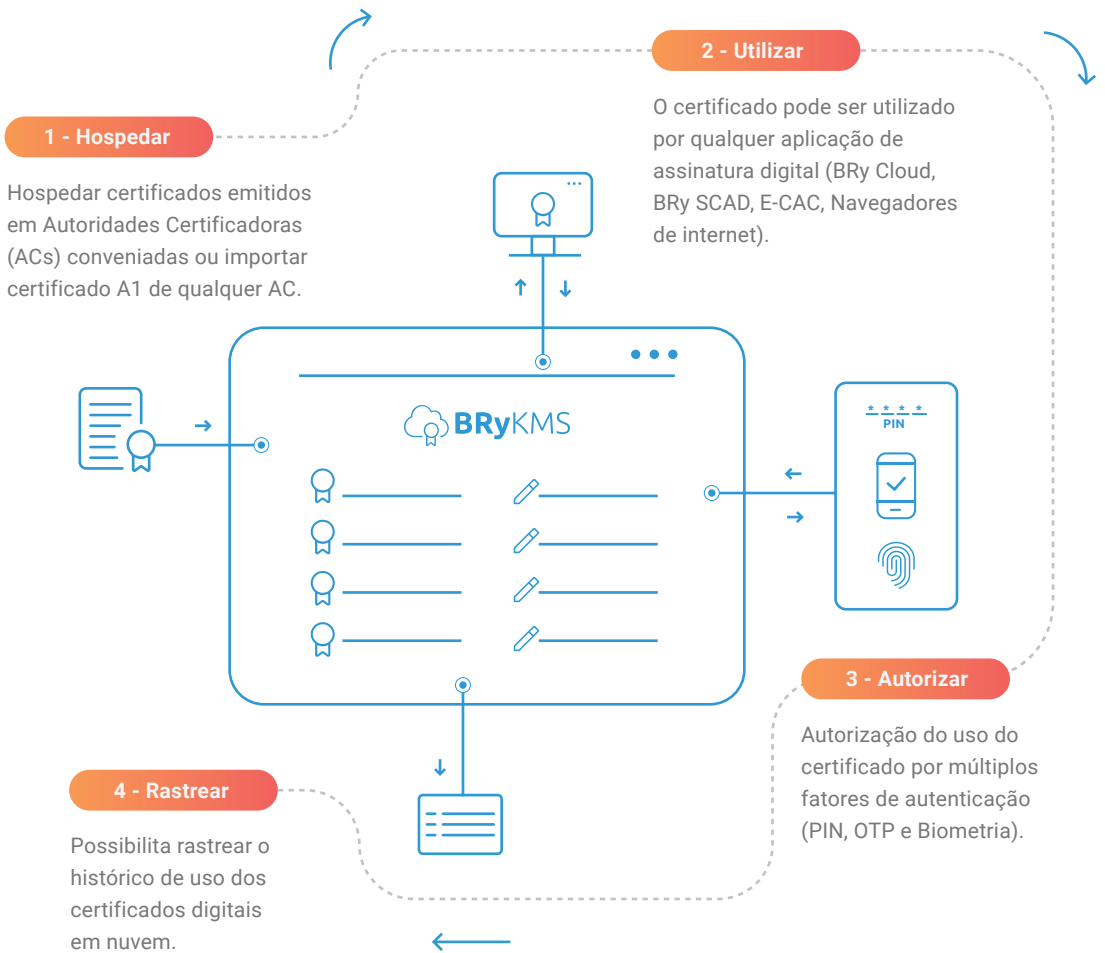 1 - Hospedar
Hospedar certificados emitidos
em Autoridades Certificadoras
(ACs) conveniadas ou importar
certificado A1 de qualquer AC.
2 - Utilizar
O certificado pode ser utilizado
por qualquer aplicação de
assinatura digital (BRy Cloud,
BRy SCAD, E-CAC, Navegadores
de internet).
BRyKMS
* * * *
PIN
3 - Autorizar
Autorização do uso do
certificado por múltiplos
fatores de autenticação
(PIN, OTP e Biometria).
4 - Rastrear
Possibilita rastrear o
histórico de uso dos
certificados digitais
em nuvem.